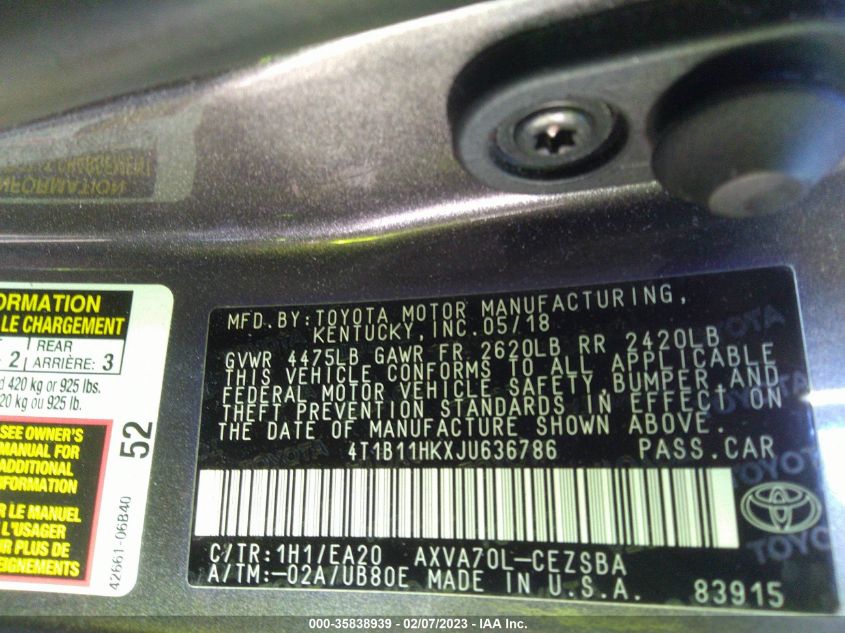 ORMATION
LE CHARGEMENT
2 REAR
ARRIÈRE: 3
d 420 kg or 925 lbs.
20 kg ou 925 lb.
SEE OWNER'S
MANUAL FOR
ADDITIONAL
INFORMATION
R LE MANUEL
L'USAGER
UR PLUS DE
EIGNEMENTS
52
42661-06B40
MFD.BY:TOYOTA MOTOR MANUFACTURING,
KENTUCKY,INC.05/18
GVWR 4475LB GAWR FR 2620LB RR 2420LB
THIS VEHICLE CONFORMS TO ALL APPLICABLE
FEDERAL MOTOR VEHICLE SAFETY,BUMPER,AND
THEFT PREVENTION STANDARDS IN EFFECT ON
THE DATE OF MANUFACTURE SHOWN ABOVE.
4T1B11HKXJU636786 PASS.CAR
C/TR:1H1/EA20 AXVA70L-CEZSBA
A/TM:-02A/UB80E MADE IN U.S.A.
83915
TOYOTA
000-35838939 - 02/07/2023 - IAA Inc.